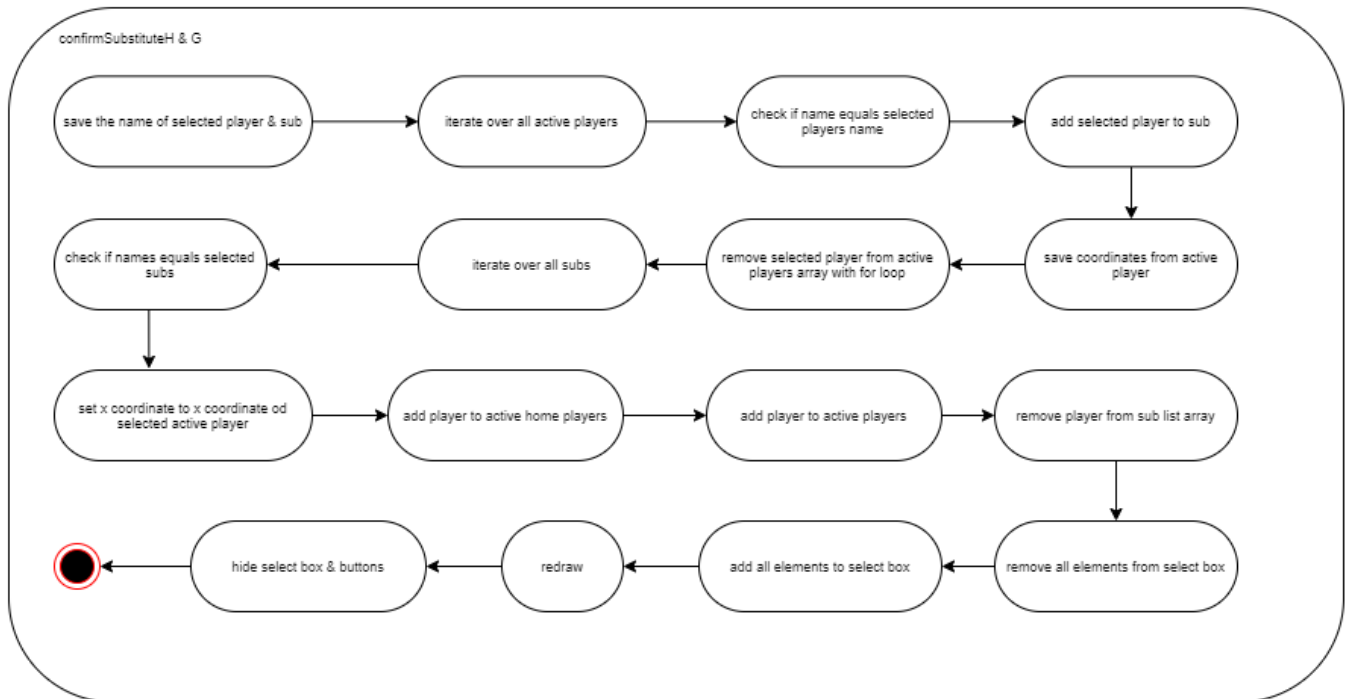 confirmSubstituteH & G
save the name of selected player & sub
iterate over all active players
check if name equals selected
players name
add selected player to sub
save coordinates from active
player
remove selected player from active
players array with for loop
iterate over all subs
check if names equals selected
subs
set x coordinate to x coordinate od
selected active player
add player to active home players
add player to active players
remove player from sub list array
remove all elements from select box
add all elements to select box
redraw
hide select box & buttons